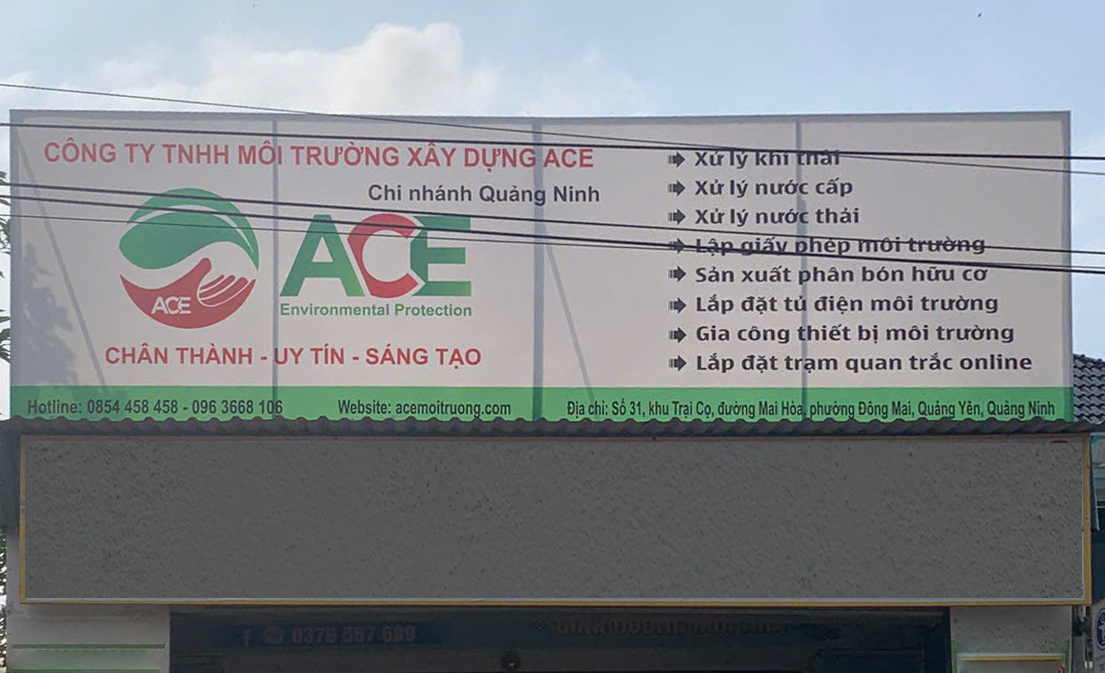 CÔNG TY TNHH MÔI TRƯỜNG XÂY DỰNG ACE
Chi nhánh Quảng Ninh
ACE
ACE
Environmental Protection
CHÂN THÀNH - UY TÍN - SÁNG TẠO
Xử lý khí thải
Xử lý nước cấp
Xử lý nước thải
Lập giấy phép môi trường
Sản xuất phân bón hữu cơ
Lắp đặt tủ điện môi trường
Gia công thiết bị môi trường
Lắp đặt trạm quan trắc online
Hotline: 0854 458 458 - 096 3668 106
Website: acemoitruong.com
Địa chỉ: Số 31, khu Trại Cọ, đường Mai Hòa, phường Đông Mai, Quảng Yên, Quảng Ninh